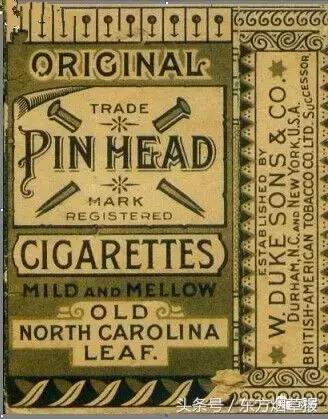 ORIGINAL
TRADE
PIN HEAD
MARK
REGISTERED
CIGARETTES
MILD AND MELLOW
OLD
NORTH CAROLINA
LEAF.
ESTABLISHED BY
W. DUKE SONS & CO.
DURHAM, N.C. AND NEW YORK, U.S.A.
BRITISH-AMERICAN TOBACCO CO. LTD. SUCCESSOR
头条号／东方烟草报